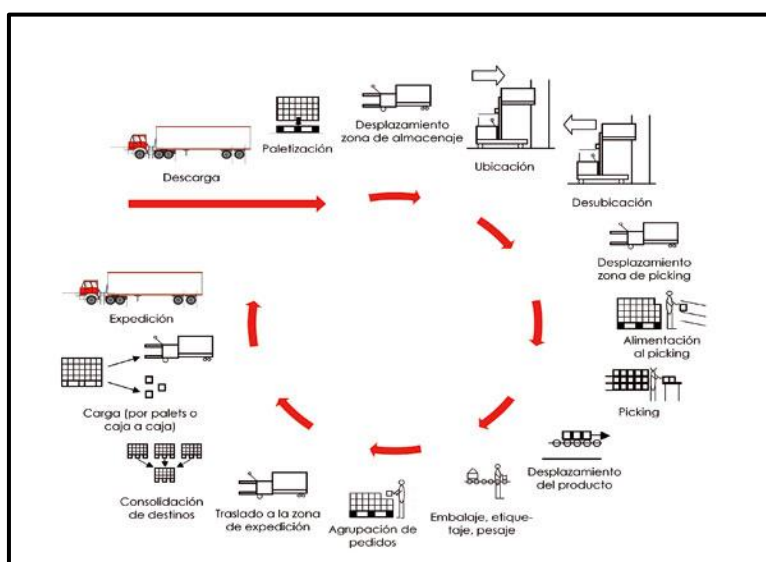 Descarga
Paletización
Desplazamiento
zona de almacenaje
Ubicación
Desubicación
Desplazamiento
zona de picking
Alimentación
al picking
Picking
Desplazamiento
del producto
Embalaje, etique-
taje, pesaje
Agrupación de
pedidos
Traslado a la zona
de expedición
Consolidación
de destinos
Carga (por palets o
caja a caja)
Expedición